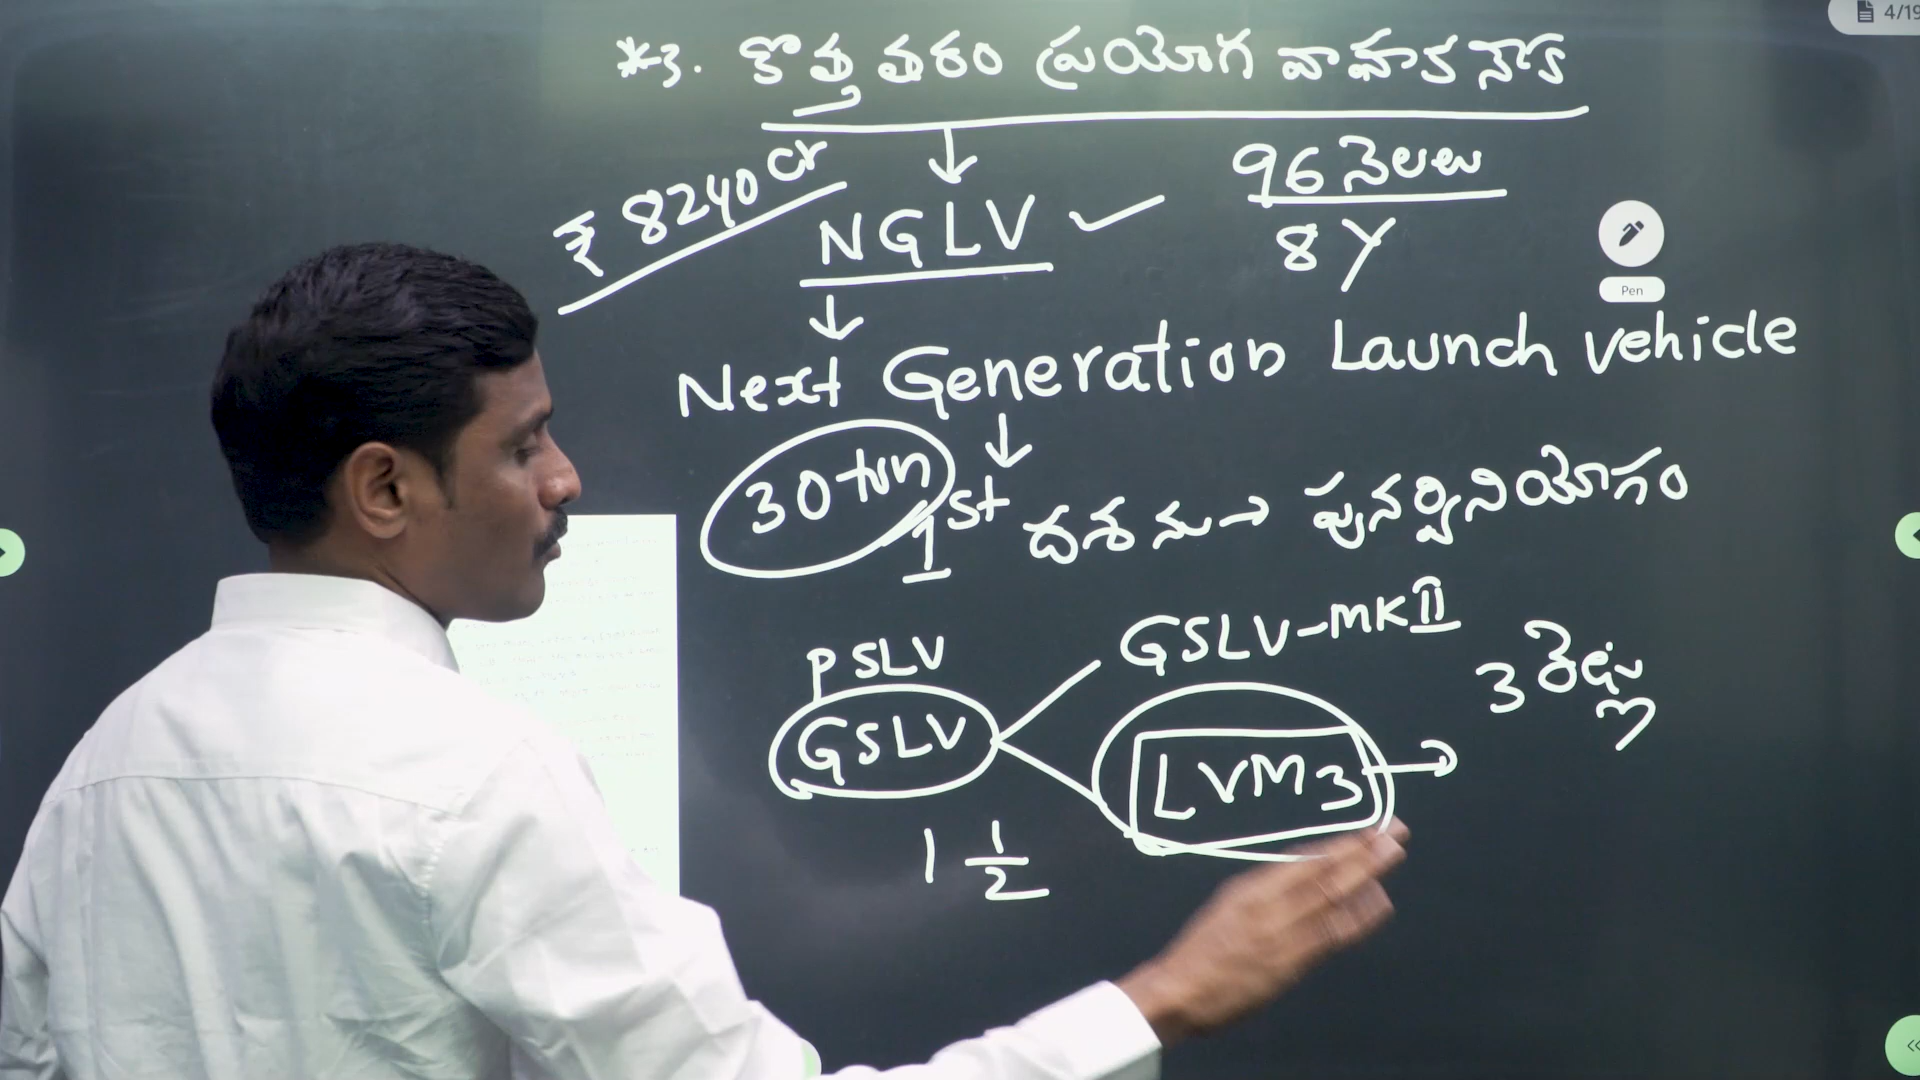 *3. కొత్త తరం ప్రయోగ వాహక నౌక
₹ 8240 cr
96 నెలలు
NGLV ✓
8 Y
Next Generation Launch vehicle
30 ton
1st దశను → పునర్వినియోగం
PSLV
GSLV-MK II
3 రెట్లు
GSLV
LVM3 →
1 1/2
4/19
Pen